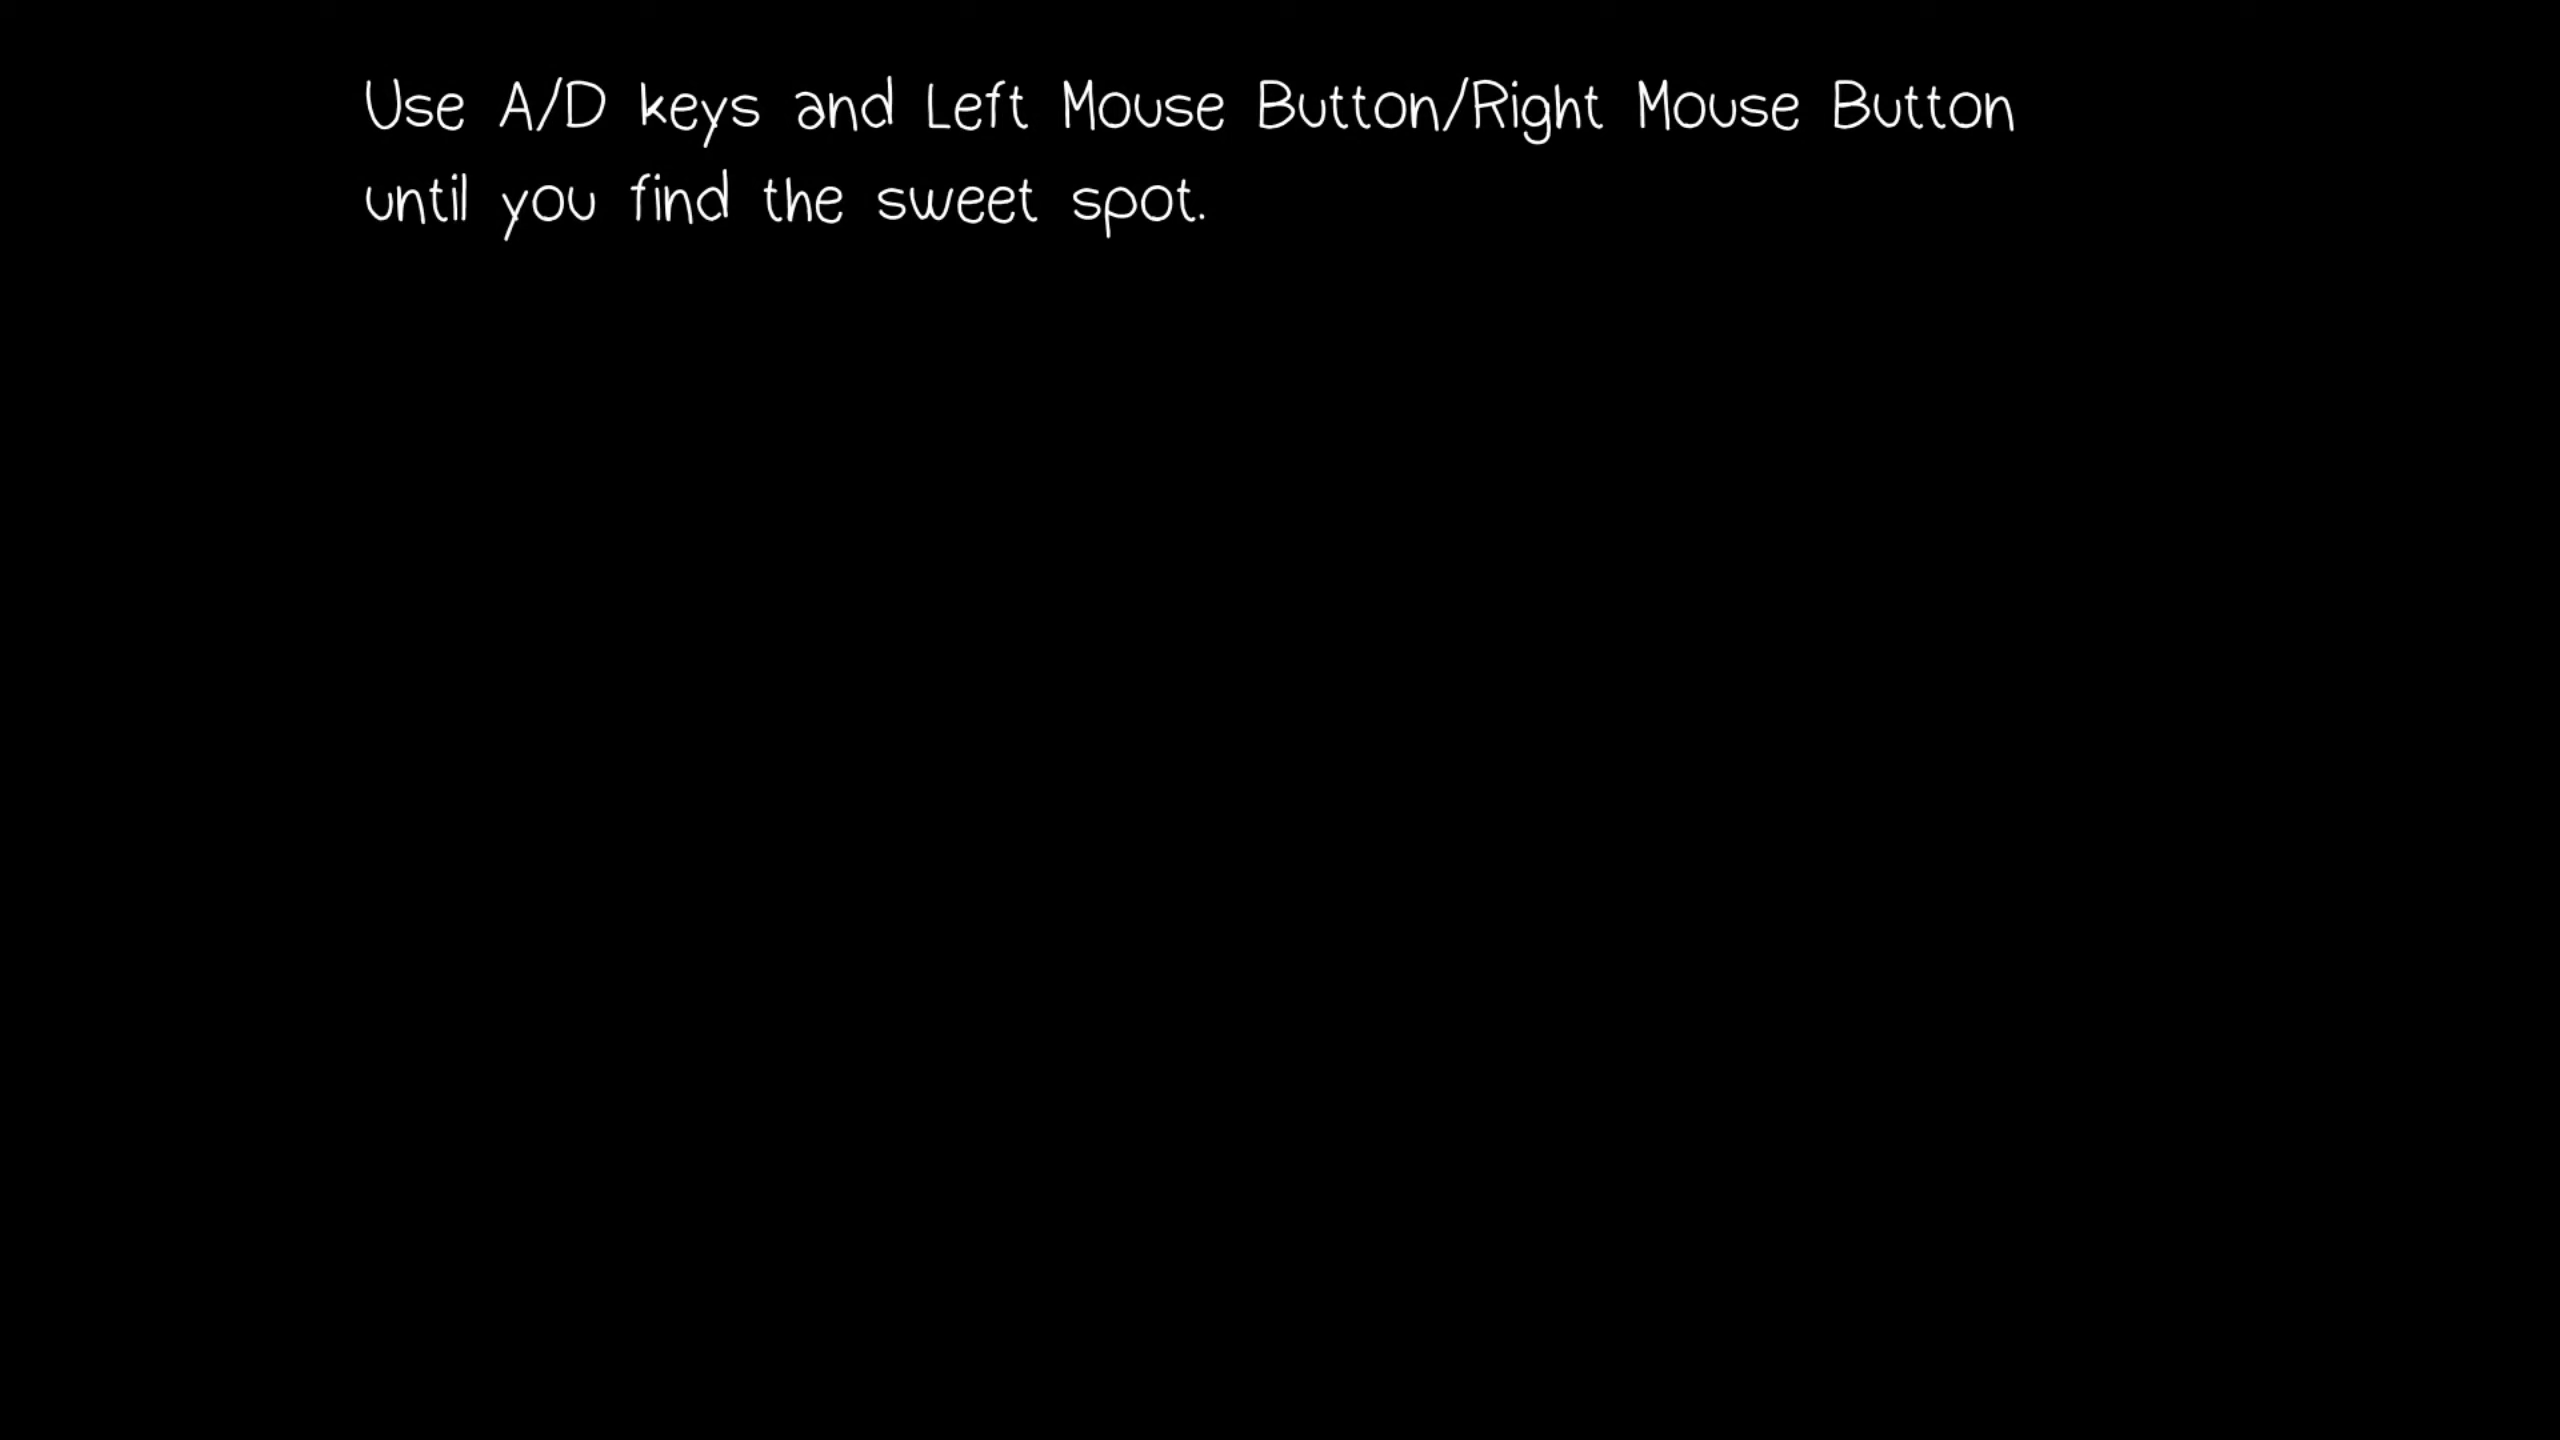 Use A/D keys and Left Mouse Button/Right Mouse Button
until you find the sweet spot.